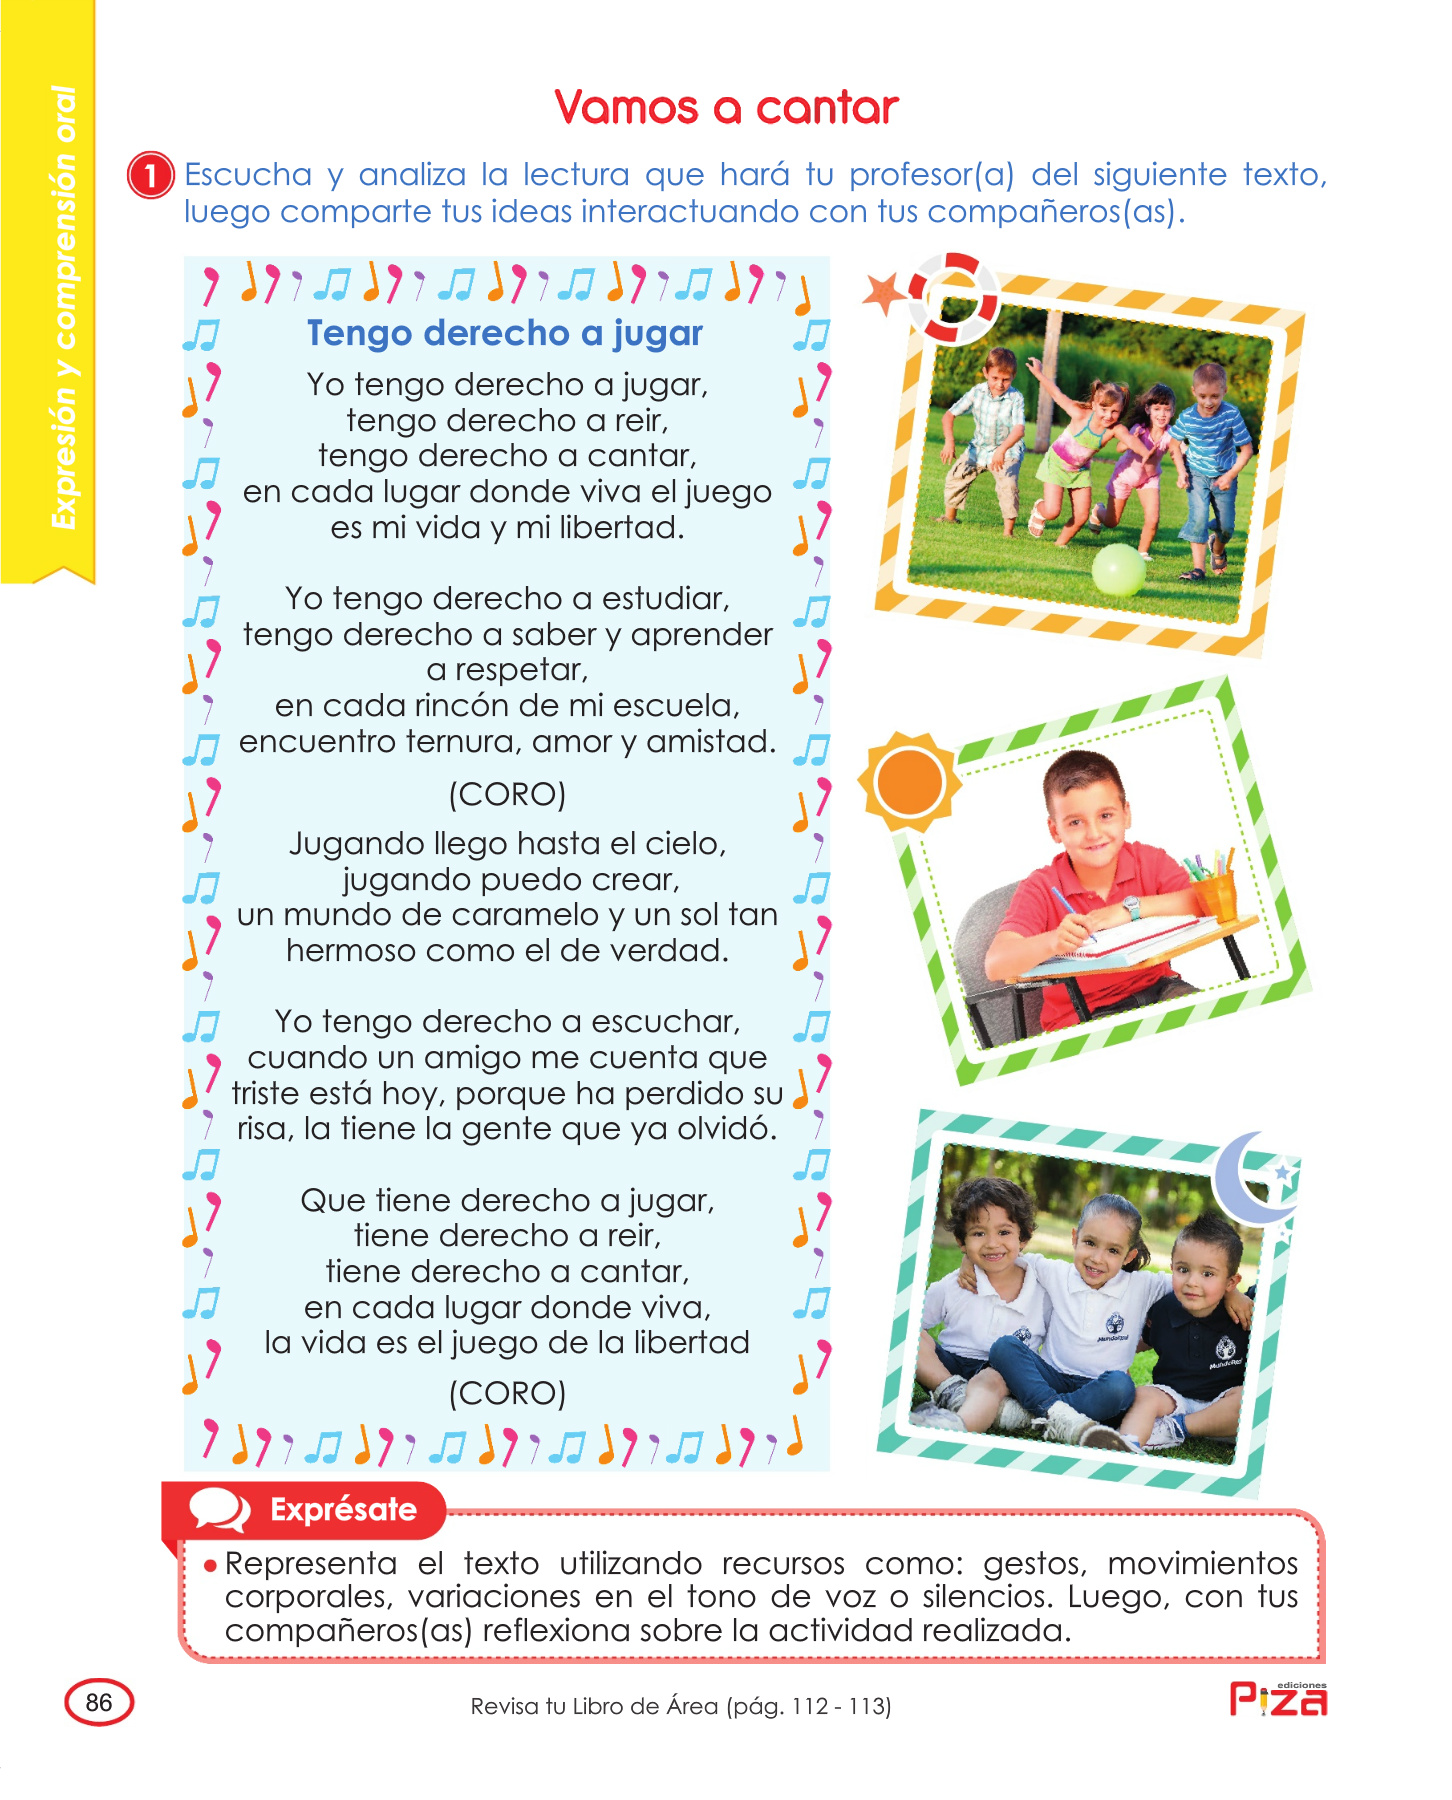 Expresión y comprensión oral
Vamos a cantar
1 Escucha y analiza la lectura que hará tu profesor(a) del siguiente texto,
luego comparte tus ideas interactuando con tus compañeros(as).
Tengo derecho a jugar
Yo tengo derecho a jugar,
tengo derecho a reir,
tengo derecho a cantar,
en cada lugar donde viva el juego
es mi vida y mi libertad.
Yo tengo derecho a estudiar,
tengo derecho a saber y aprender
a respetar,
en cada rincón de mi escuela,
encuentro ternura, amor y amistad.
(CORO)
Jugando llego hasta el cielo,
jugando puedo crear,
un mundo de caramelo y un sol tan
hermoso como el de verdad.
Yo tengo derecho a escuchar,
cuando un amigo me cuenta que
triste está hoy, porque ha perdido su
risa, la tiene la gente que ya olvidó.
Que tiene derecho a jugar,
tiene derecho a reir,
tiene derecho a cantar,
en cada lugar donde viva,
la vida es el juego de la libertad
(CORO)
Exprésate
• Representa el texto utilizando recursos como: gestos, movimientos
corporales, variaciones en el tono de voz o silencios. Luego, con tus
compañeros(as) reflexiona sobre la actividad realizada.
86
Revisa tu Libro de Área (pág. 112 - 113)
ediciones
Piza